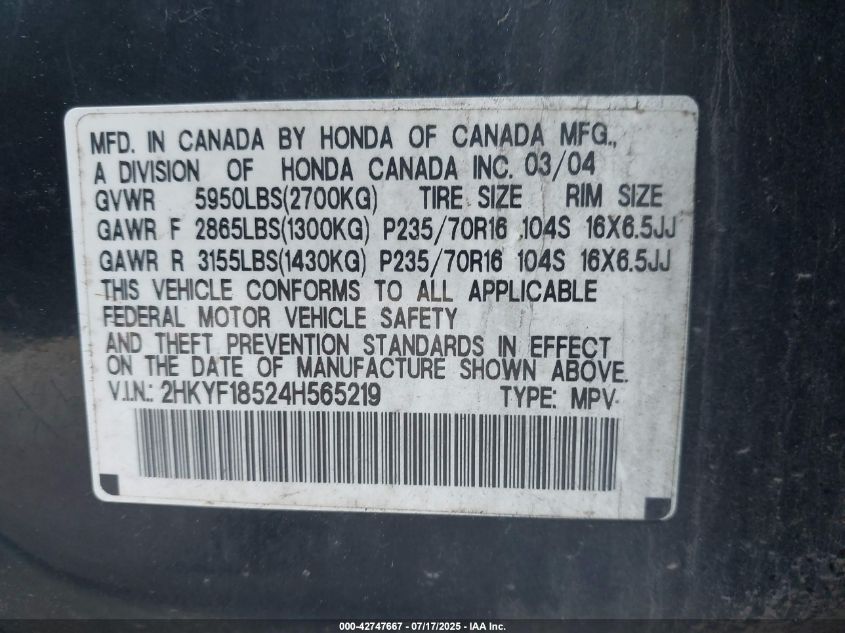 MFD. IN CANADA BY HONDA OF CANADA MFG.,
A DIVISION OF HONDA CANADA INC. 03/04
GVWR 5950LBS(2700KG) TIRE SIZE RIM SIZE
GAWR F 2865LBS(1300KG) P235/70R16 104S 16X6.5JJ
GAWR R 3155LBS(1430KG) P235/70R16 104S 16X6.5JJ
THIS VEHICLE CONFORMS TO ALL APPLICABLE
FEDERAL MOTOR VEHICLE SAFETY
AND THEFT PREVENTION STANDARDS IN EFFECT
ON THE DATE OF MANUFACTURE SHOWN ABOVE.
V.I.N.: 2HKYF18524H565219 TYPE: MPV
000-42747667 - 07/17/2025 - IAA Inc.